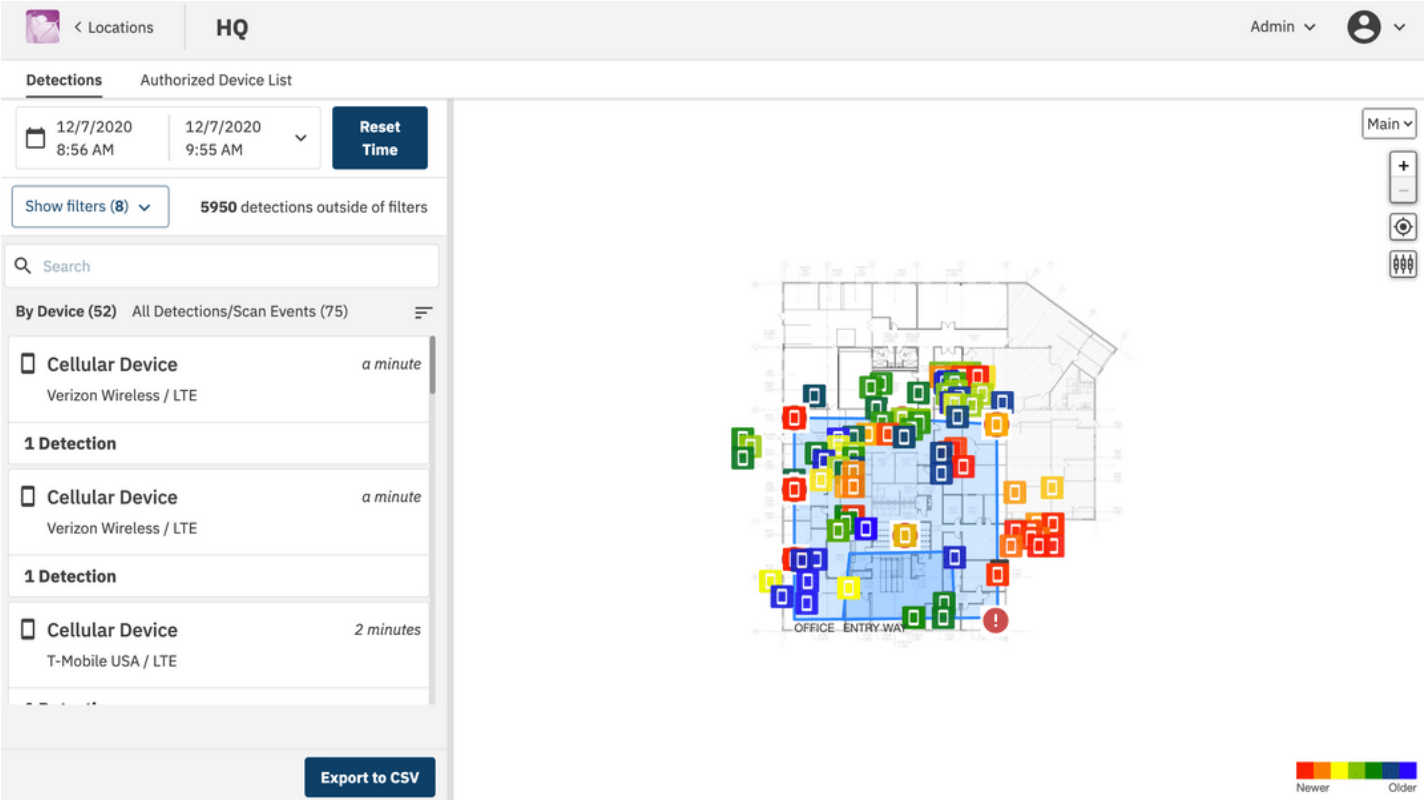 Locations
HQ
Admin
Detections
Authorized Device List
12/7/2020
8:56 AM
12/7/2020
9:55 AM
Reset
Time
Show filters (8)
5950 detections outside of filters
Search
By Device (52)
All Detections/Scan Events (75)
Cellular Device
a minute
Verizon Wireless / LTE
1 Detection
Cellular Device
a minute
Verizon Wireless / LTE
1 Detection
Cellular Device
2 minutes
T-Mobile USA / LTE
Export to CSV
Main
+
−
OFFICE
ENTRY WAY
!
Newer
Older